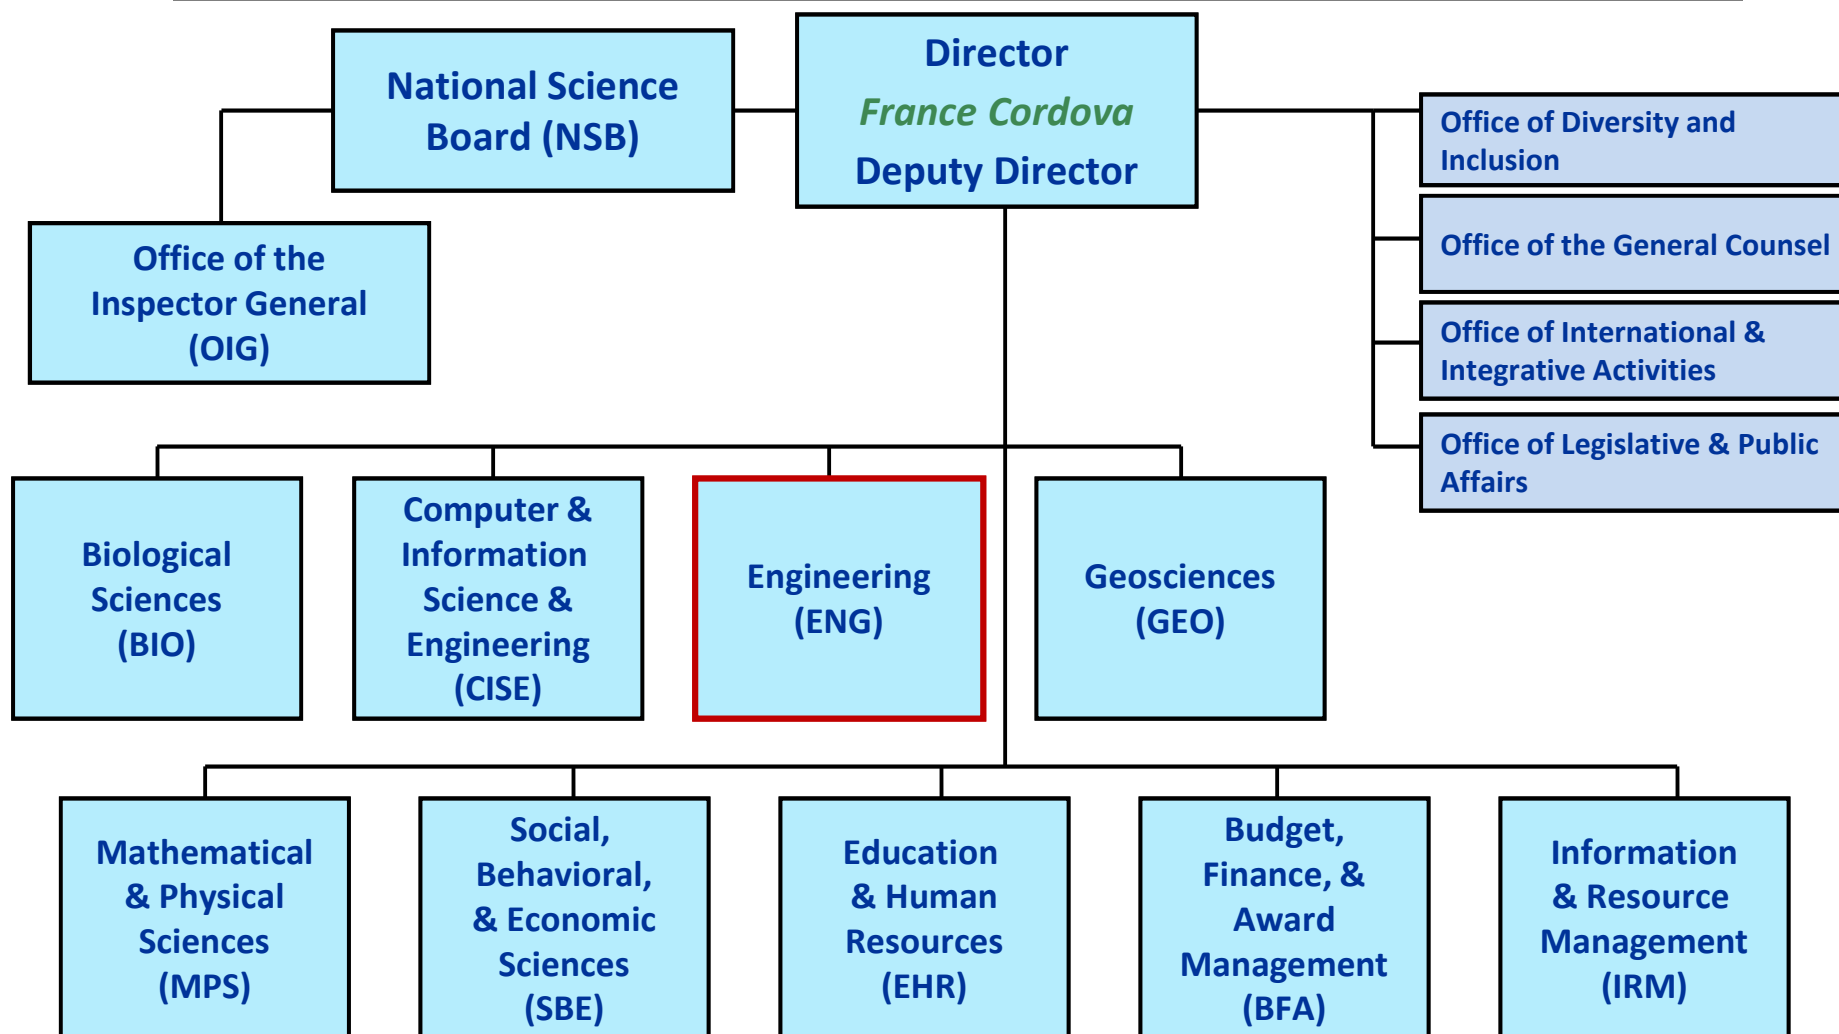 National Science
Board (NSB)
Director
France Cordova
Deputy Director
Office of Diversity and
Inclusion
Office of the General Counsel
Office of International &
Integrative Activities
Office of Legislative & Public
Affairs
Office of the
Inspector General
(OIG)
Biological
Sciences
(BIO)
Computer &
Information
Science &
Engineering
(CISE)
Engineering
(ENG)
Geosciences
(GEO)
Mathematical
& Physical
Sciences
(MPS)
Social,
Behavioral,
& Economic
Sciences
(SBE)
Education
& Human
Resources
(EHR)
Budget,
Finance, &
Award
Management
(BFA)
Information
& Resource
Management
(IRM)